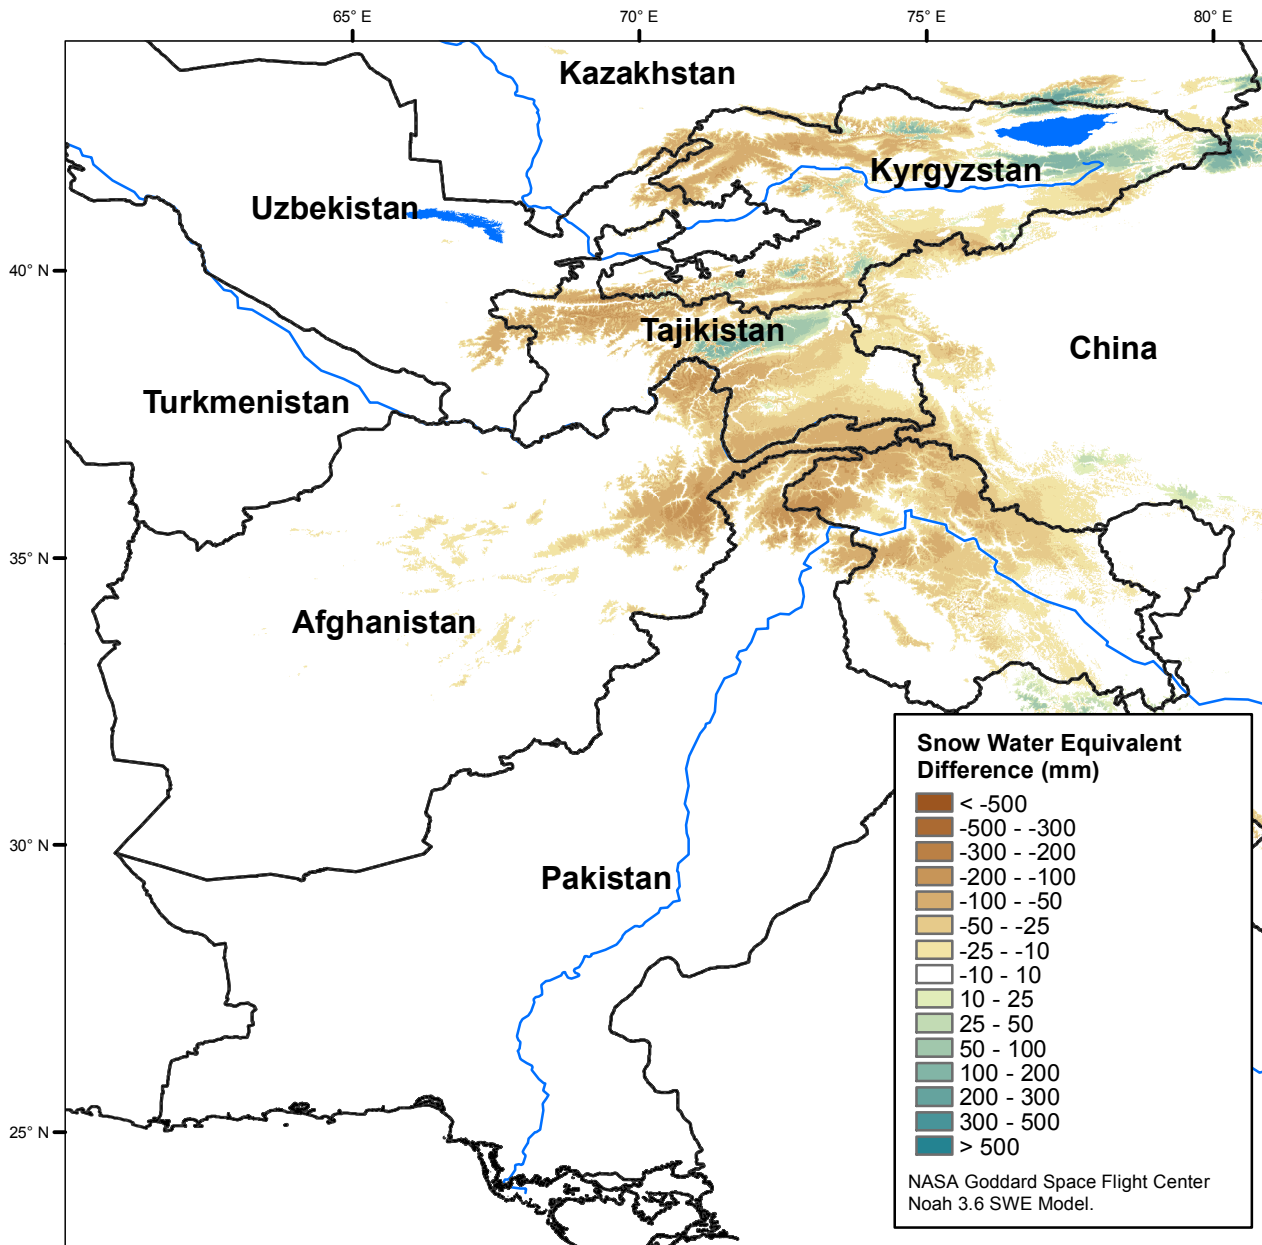 65° E
70° E
75° E
80° E
Kazakhstan
Kyrgyzstan
Uzbekistan
40° N
Tajikistan
China
Turkmenistan
35° N
Afghanistan
30° N
Pakistan
25° N
Snow Water Equivalent
Difference (mm)
< -500
-500 - -300
-300 - -200
-200 - -100
-100 - -50
-50 - -25
-25 - -10
-10 - 10
10 - 25
25 - 50
50 - 100
100 - 200
200 - 300
300 - 500
> 500
NASA Goddard Space Flight Center
Noah 3.6 SWE Model.